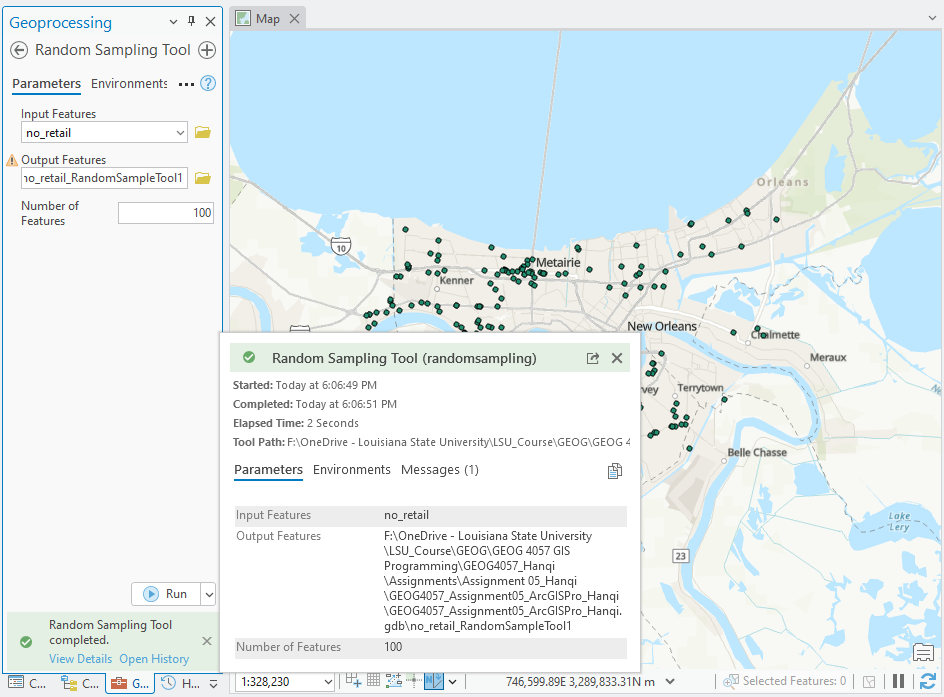 Geoprocessing
Random Sampling Tool
Parameters Environments
Input Features
no_retail
Output Features
no_retail_RandomSampleTool1
Number of
Features
100
Run
Random Sampling Tool
completed.
View Details Open History
C...
C...
G...
H...
Map
Orleans
10
Metairie
Kenner
New Orleans
Chalmette
Meraux
vey
Terrytown
Belle Chasse
Lake
Lery
23
Random Sampling Tool (randomsampling)
Started: Today at 6:06:49 PM
Completed: Today at 6:06:51 PM
Elapsed Time: 2 Seconds
Tool Path: F:\OneDrive - Louisiana State University\LSU_Course\GEOG\GEOG 4
Parameters Environments Messages (1)
Input Features no_retail
Output Features F:\OneDrive - Louisiana State University
\LSU_Course\GEOG\GEOG 4057 GIS
Programming\GEOG4057_Hanqi
\Assignments\Assignment 05_Hanqi
\GEOG4057_Assignment05_ArcGISPro_Hanqi
\GEOG4057_Assignment05_ArcGISPro_Hanqi.
gdb\no_retail_RandomSampleTool1
Number of Features 100
1:328,230
746,599.89E 3,289,833.31N m
Selected Features: 0